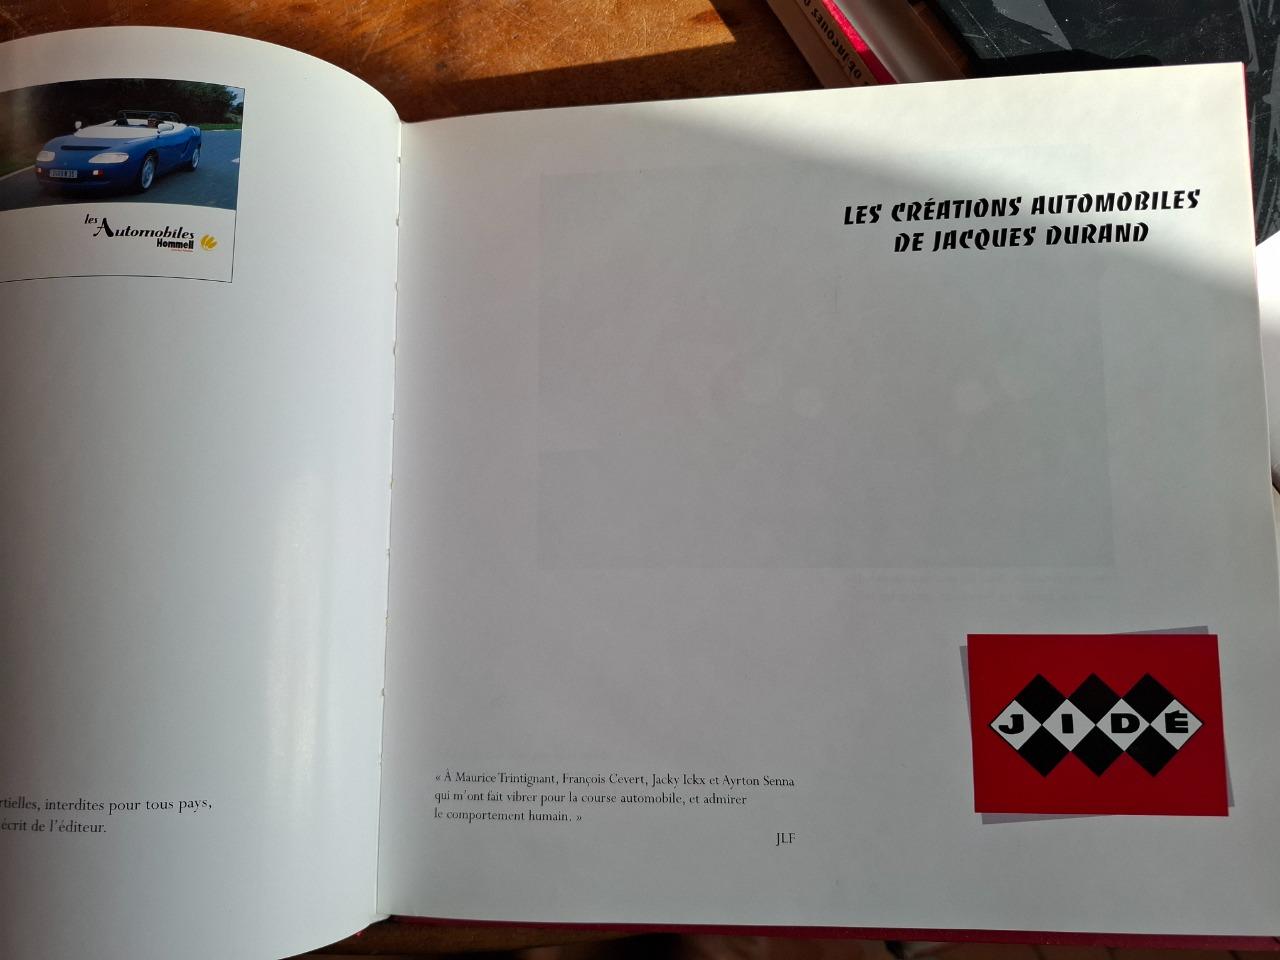 les Automobiles
Hommell
rtielles, interdites pour tous pays,
écrit de l'éditeur.
LES CRÉATIONS AUTOMOBILES
DE JACQUES DURAND
JIDÉ
« À Maurice Trintignant, François Cevert, Jacky Ickx et Ayrton Senna
qui m'ont fait vibrer pour la course automobile, et admirer
le comportement humain. »
JLF